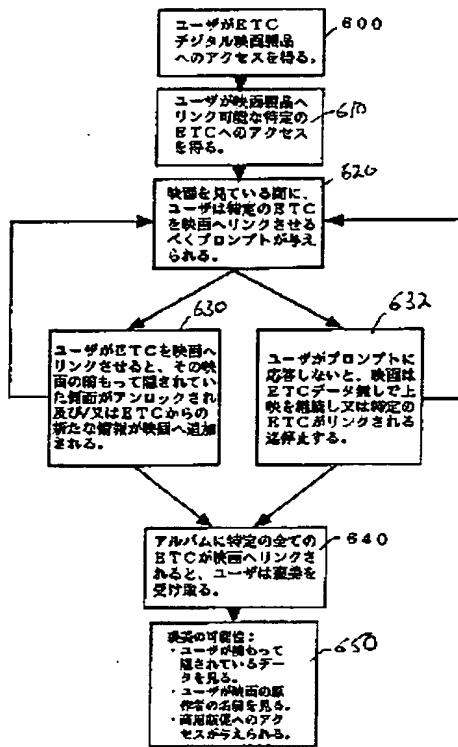 ユーザがETC
デジタル映画製品
へのアクセスを得る。
600
ユーザが映画製品へ
リンク可能な特定の
ETCへのアクセス
を得る。
610
620
映画を見ている間に、
ユーザは特定のETC
を映画へリンクさせる
べくプロンプトが与え
られる。
630
ユーザがETCを映画へ
リンクさせると、その映
画の前もって隠されてい
た側面がアンロックされ
及び/又はETCからの
新たな情報が映画へ追加
される。
632
ユーザがプロンプトに
応答しないと、映画は
ETCデータ無しで上
映を継続し又は特定の
ETCがリンクされる
迄停止する。
アルバムに特定の全ての
ETCが映画へリンクさ
れると、ユーザは褒美を
受け取る。
640
褒美の可能性：
・ユーザが前もって
隠されているデー
タを見る。
・ユーザが映画の原
作者の名前を見る。
・商用販促へのアク
セスが与えられる。
650